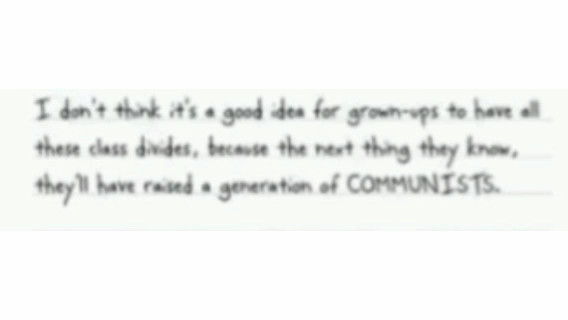 I don't think it's a good idea for grown-ups to have all
these class divides, because the next thing they know,
they'll have raised a generation of COMMUNISTS.